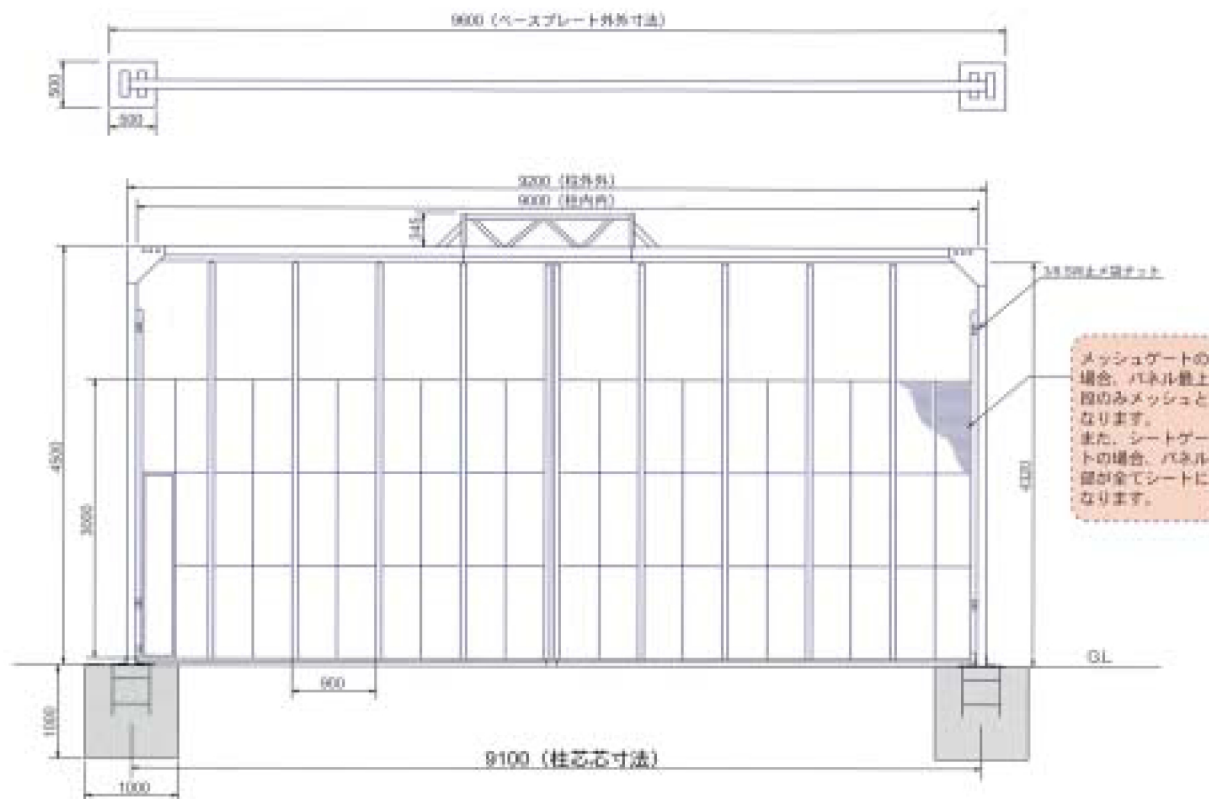 9600（ベースプレート外外寸法）
500
500
9200（柱外外）
9000（柱内内）
345
メッシュゲートの
場合、パネル最上
段のみメッシュと
なります。
また、シートゲー
トの場合、パネル
部が全てシートに
なります。
4500
3000
4320
GL
900
1000
9100（柱芯芯寸法）
1000